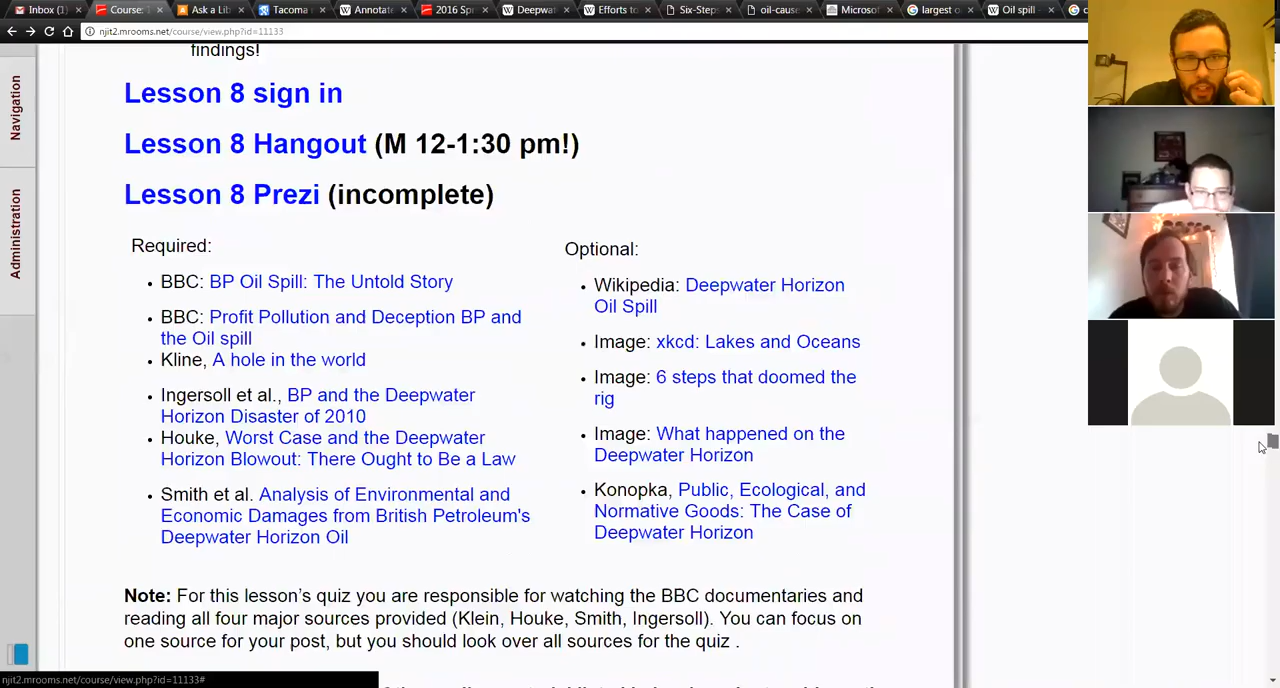 Inbox (1)
Course:
Ask a Lib
Tacoma
Annotate
2016 Sp
Deepwat
Efforts to
Six-Steps
oil-cause
Microsof
largest o
Oil spill -
njit2.mrooms.net/course/view.php?id=11133
Navigation
Administration
findings!
Lesson 8 sign in
Lesson 8 Hangout (M 12-1:30 pm!)
Lesson 8 Prezi (incomplete)
Required:
BBC: BP Oil Spill: The Untold Story
BBC: Profit Pollution and Deception BP and
the Oil spill
Kline, A hole in the world
Ingersoll et al., BP and the Deepwater
Horizon Disaster of 2010
Houke, Worst Case and the Deepwater
Horizon Blowout: There Ought to Be a Law
Smith et al. Analysis of Environmental and
Economic Damages from British Petroleum's
Deepwater Horizon Oil
Optional:
Wikipedia: Deepwater Horizon
Oil Spill
Image: xkcd: Lakes and Oceans
Image: 6 steps that doomed the
rig
Image: What happened on the
Deepwater Horizon
Konopka, Public, Ecological, and
Normative Goods: The Case of
Deepwater Horizon
Note: For this lesson's quiz you are responsible for watching the BBC documentaries and
reading all four major sources provided (Klein, Houke, Smith, Ingersoll). You can focus on
one source for your post, but you should look over all sources for the quiz .
njit2.mrooms.net/course/view.php?id=11133#